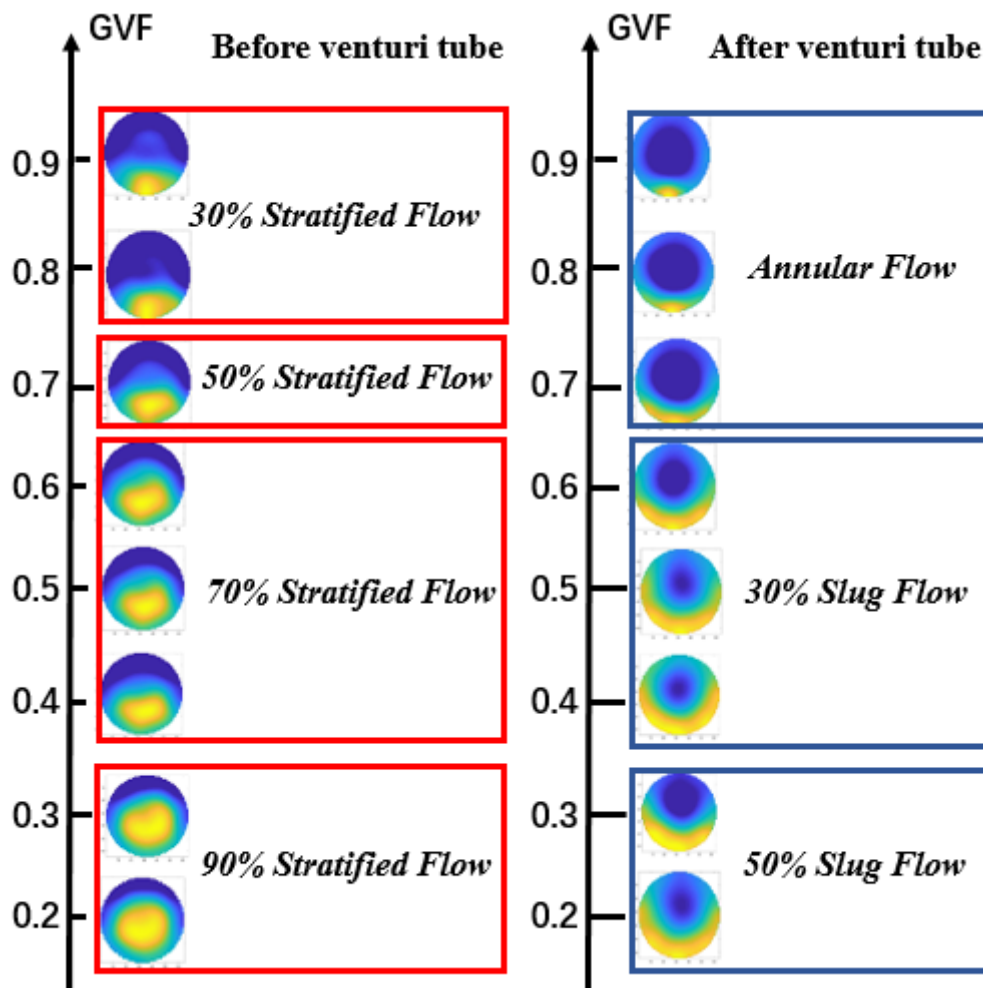 GVF
Before venturi tube
0.9
30% Stratified Flow
0.8
0.7
50% Stratified Flow
0.6
0.5
70% Stratified Flow
0.4
0.3
90% Stratified Flow
0.2
GVF
After venturi tube
0.9
0.8
Annular Flow
0.7
0.6
0.5
30% Slug Flow
0.4
0.3
50% Slug Flow
0.2